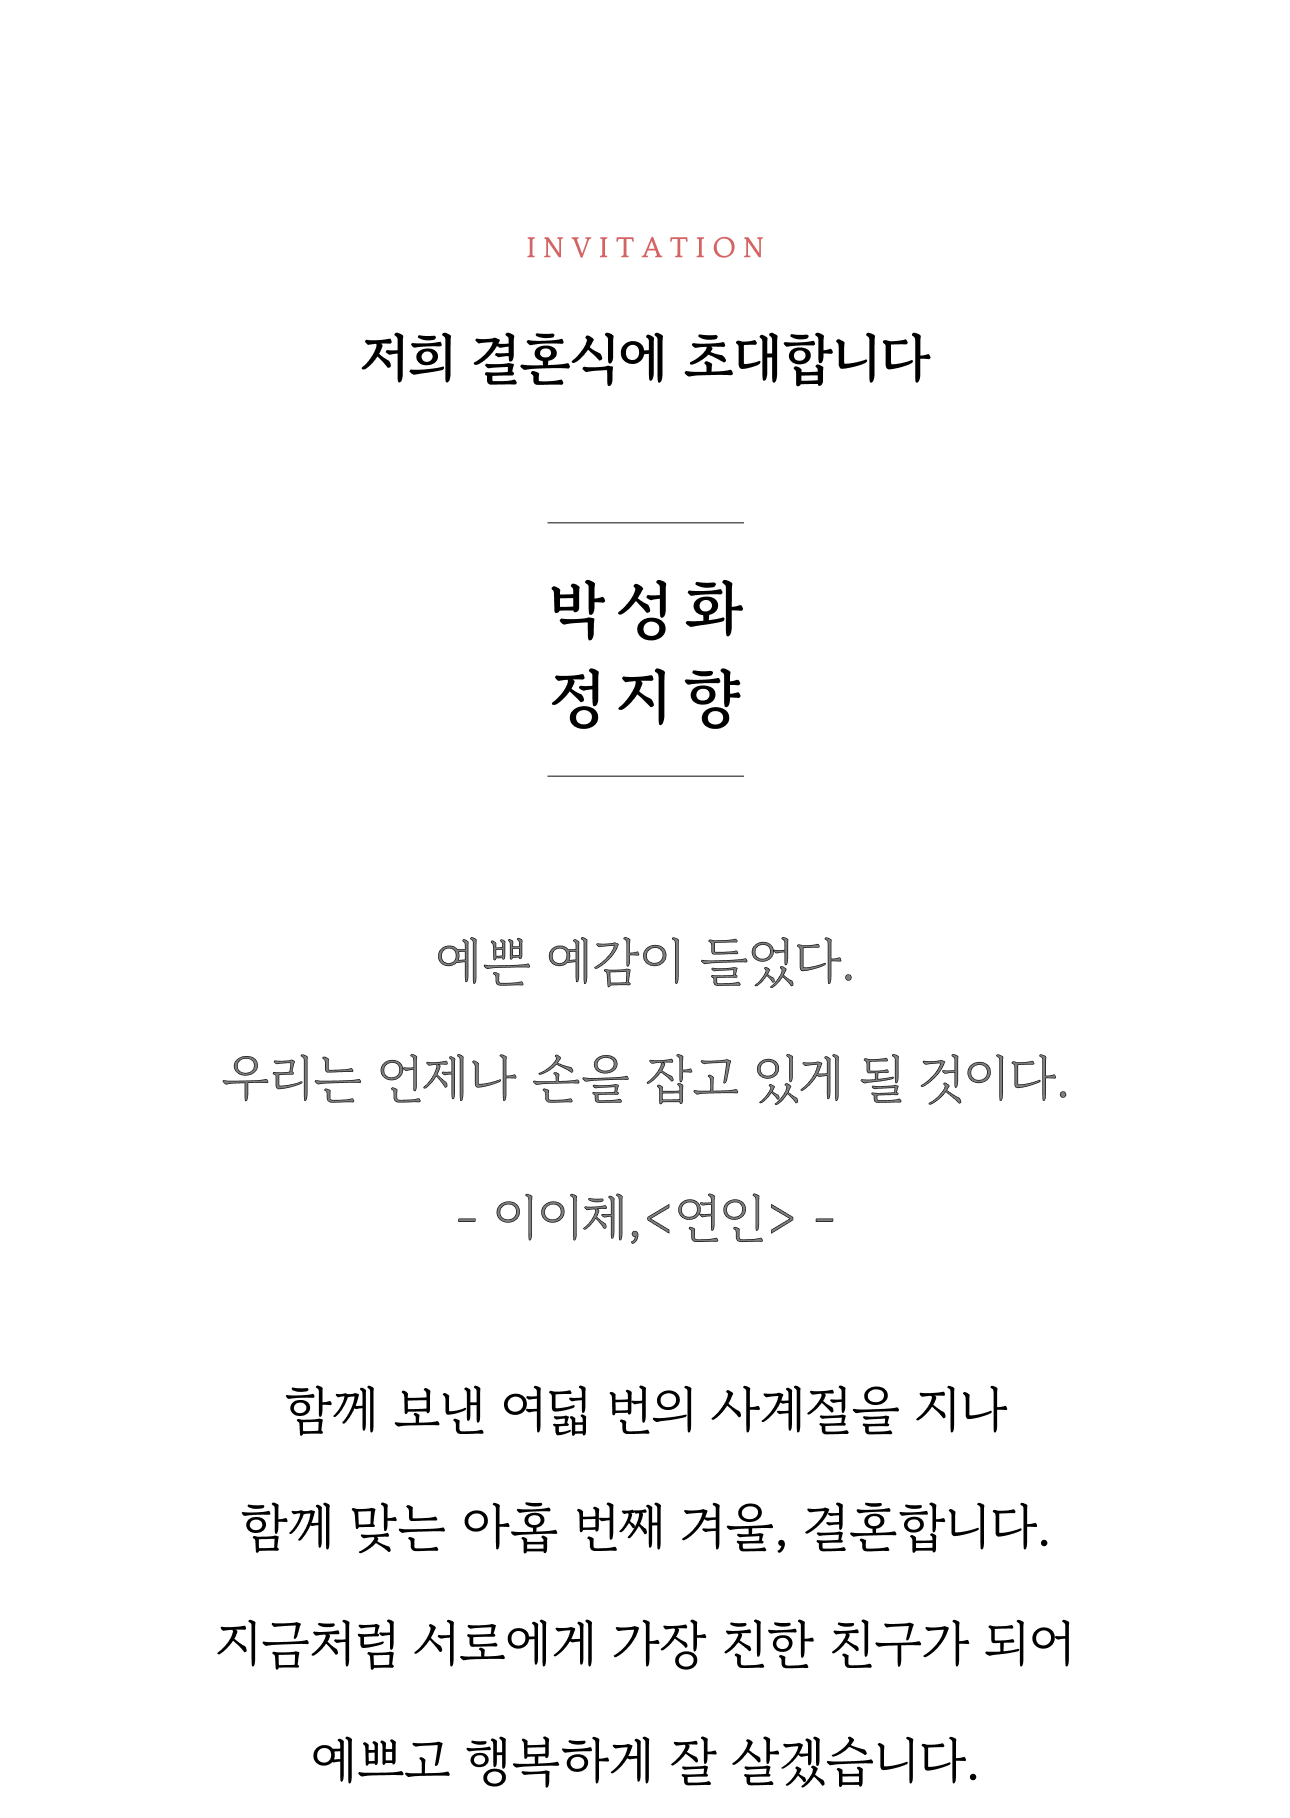 INVITATION
저희 결혼식에 초대합니다
박성화
정지향
예쁜 예감이 들었다.
우리는 언제나 손을 잡고 있게 될 것이다.
- 이이체,<연인> -
함께 보낸 여덟 번의 사계절을 지나
함께 맞는 아홉 번째 겨울, 결혼합니다.
지금처럼 서로에게 가장 친한 친구가 되어
예쁘고 행복하게 잘 살겠습니다.